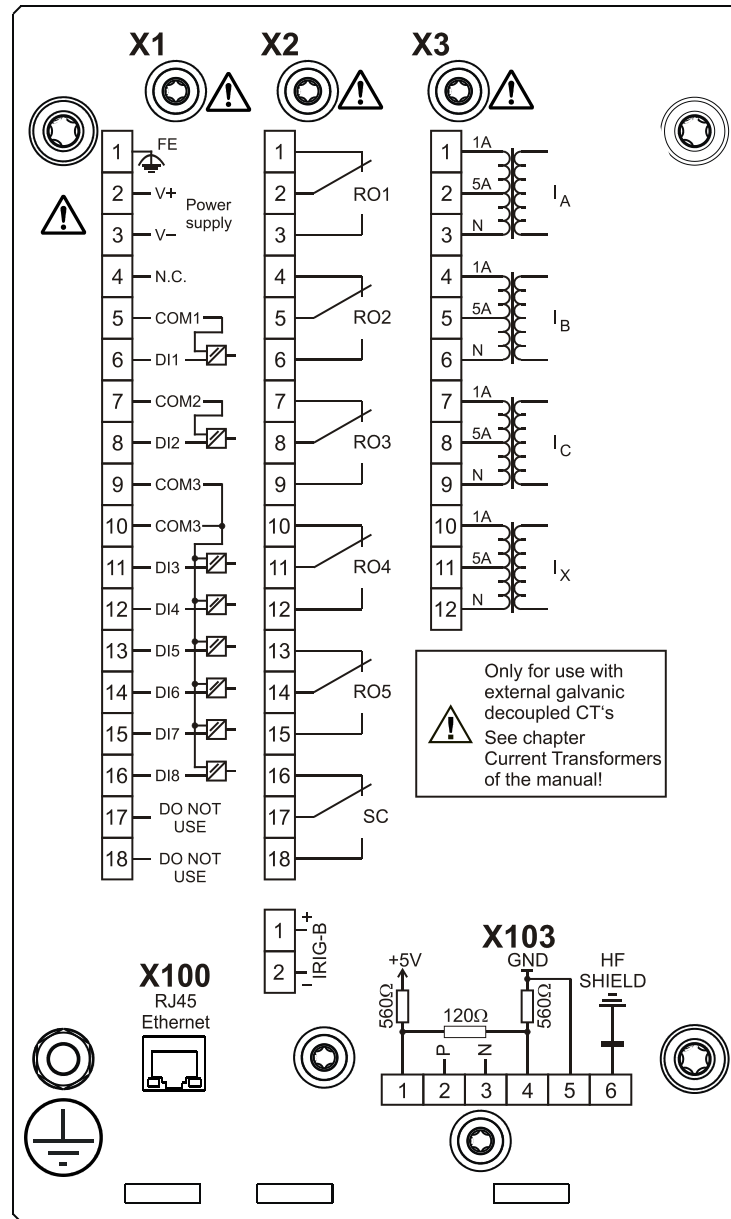 X1
X2
X3
1 FE
2 V+
Power
supply
3 V–
4 N.C.
5 COM1
6 DI1
7 COM2
8 DI2
9 COM3
10 COM3
11 DI3
12 DI4
13 DI5
14 DI6
15 DI7
16 DI8
17 DO NOT
USE
18 DO NOT
USE
1
2 RO1
3
4
5 RO2
6
7
8 RO3
9
10
11 RO4
12
13
14 RO5
15
16
17 SC
18
1 1A
2 5A IA
3 N
4 1A
5 5A IB
6 N
7 1A
8 5A IC
9 N
10 1A
11 5A IX
12 N
Only for use with
external galvanic
decoupled CT‘s
See chapter
Current Transformers
of the manual!
1 +
2 –
IRIG-B
X100
RJ45
Ethernet
X103
+5V
GND
HF
SHIELD
560Ω
120Ω
560Ω
P
N
1 2 3 4 5 6